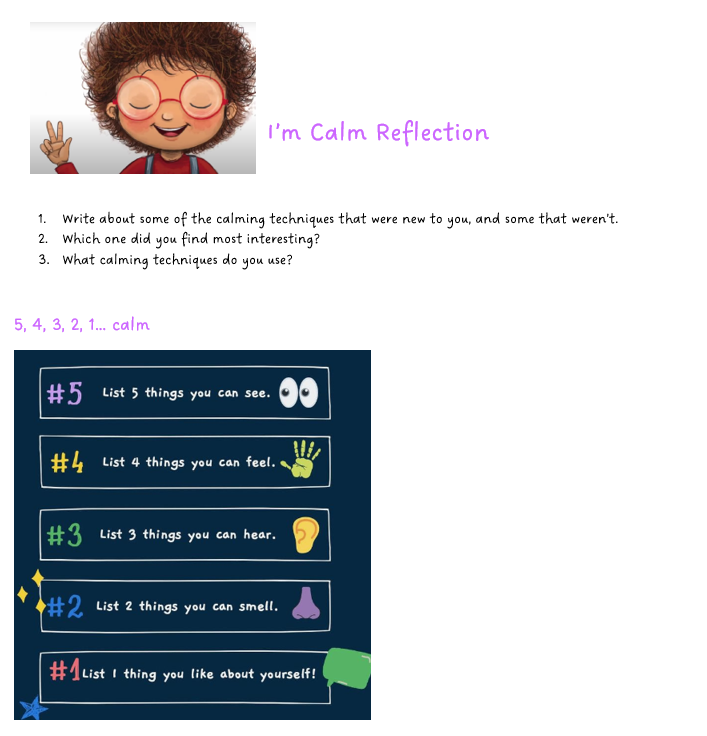 I'm Calm Reflection
1. Write about some of the calming techniques that were new to you, and some that weren't.
2. Which one did you find most interesting?
3. What calming techniques do you use?
5, 4, 3, 2, 1... calm
#5 List 5 things you can see.
#4 List 4 things you can feel.
#3 List 3 things you can hear.
#2 List 2 things you can smell.
#1 List 1 thing you like about yourself!